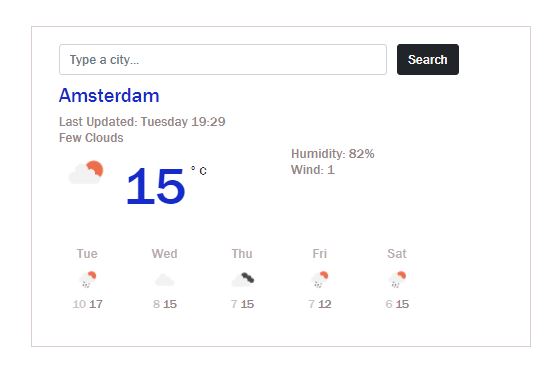 Type a city...
Search
Amsterdam
Last Updated: Tuesday 19:29
Few Clouds
15 ° C
Humidity: 82%
Wind: 1
Tue Wed Thu Fri Sat
10 17 8 15 7 15 7 12 6 15